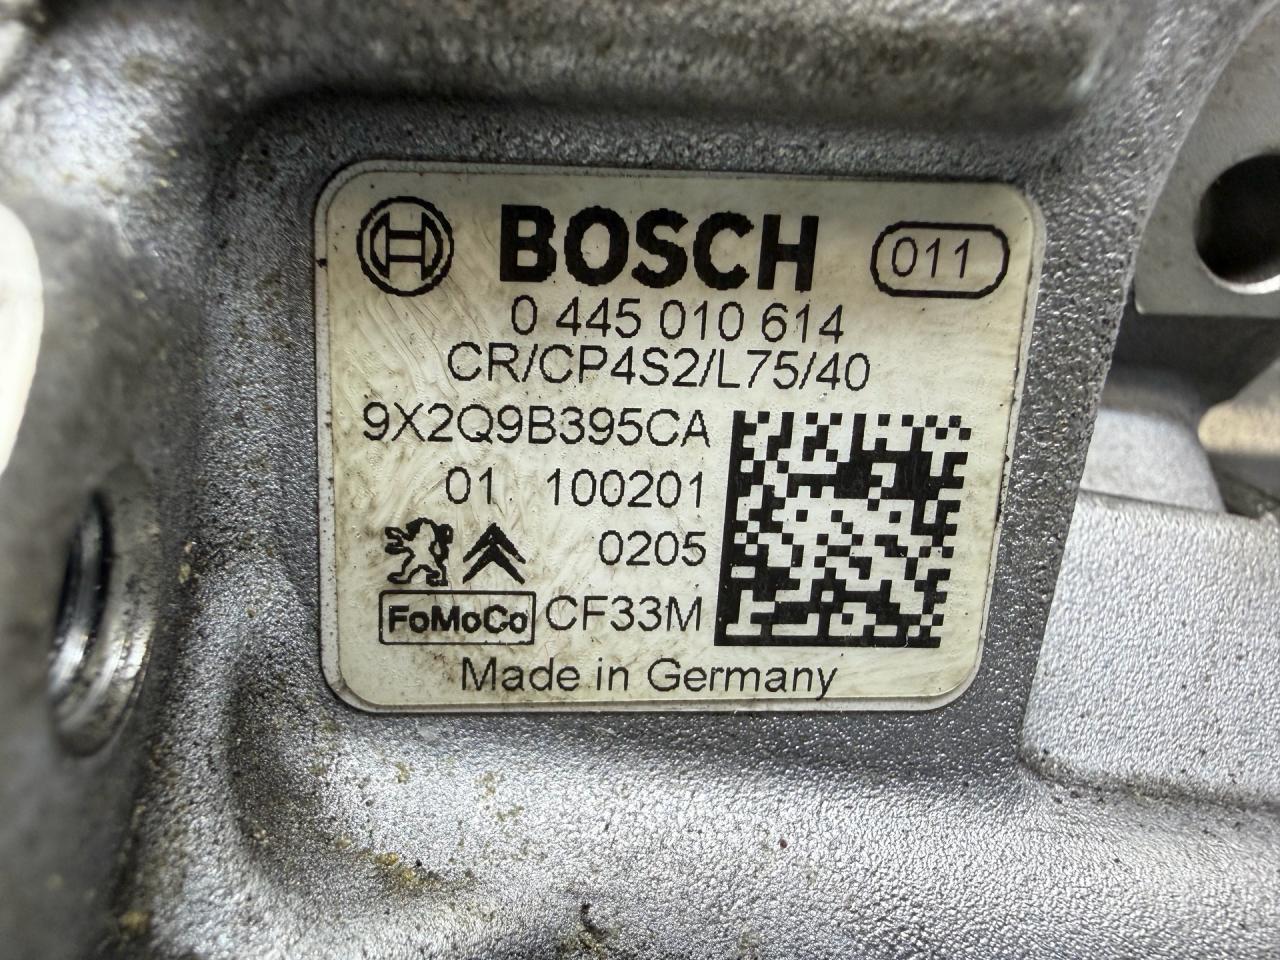 BOSCH 011
0 445 010 614
CR/CP4S2/L75/40
9X2Q9B395CA
01 100201
0205
FoMoCo CF33M
Made in Germany